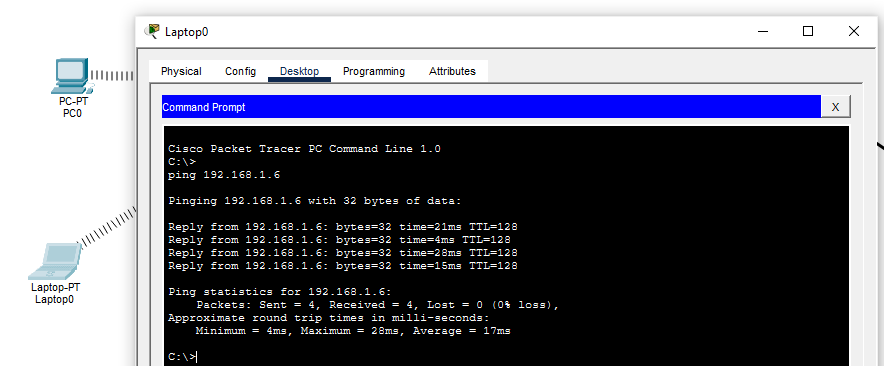 Laptop0
Physical Config Desktop Programming Attributes
PC-PT
PC0
Command Prompt X
Cisco Packet Tracer PC Command Line 1.0
C:\>
ping 192.168.1.6
Pinging 192.168.1.6 with 32 bytes of data:
Reply from 192.168.1.6: bytes=32 time=21ms TTL=128
Reply from 192.168.1.6: bytes=32 time=4ms TTL=128
Reply from 192.168.1.6: bytes=32 time=28ms TTL=128
Reply from 192.168.1.6: bytes=32 time=15ms TTL=128
Laptop-PT
Laptop0
Ping statistics for 192.168.1.6:
Packets: Sent = 4, Received = 4, Lost = 0 (0% loss),
Approximate round trip times in milli-seconds:
Minimum = 4ms, Maximum = 28ms, Average = 17ms
C:\>